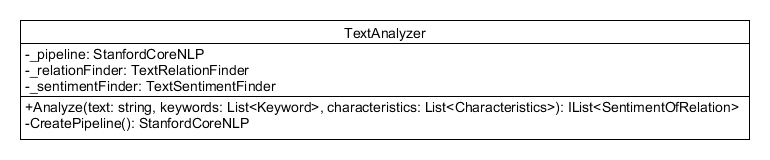 TextAnalyzer
-_pipeline: StanfordCoreNLP
-_relationFinder: TextRelationFinder
-_sentimentFinder: TextSentimentFinder
+Analyze(text: string, keywords: List<Keyword>, characteristics: List<Characteristics>): IList<SentimentOfRelation>
-CreatePipeline(): StanfordCoreNLP